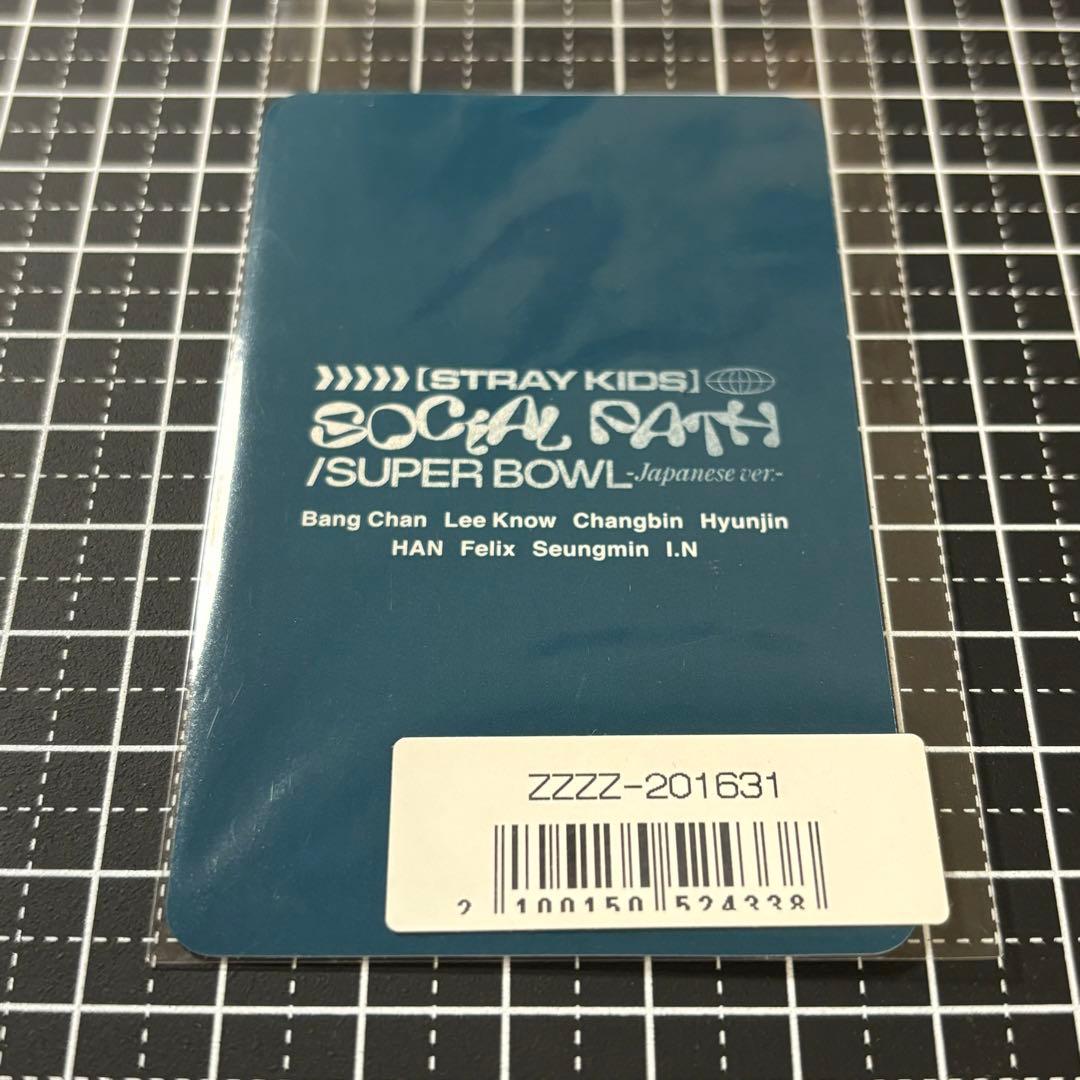 [STRAY KIDS]
SOCIAL PATH
/SUPER BOWL -Japanese ver.-
Bang Chan Lee Know Changbin Hyunjin
HAN Felix Seungmin I.N
ZZZZ-201631
2 100150 524338